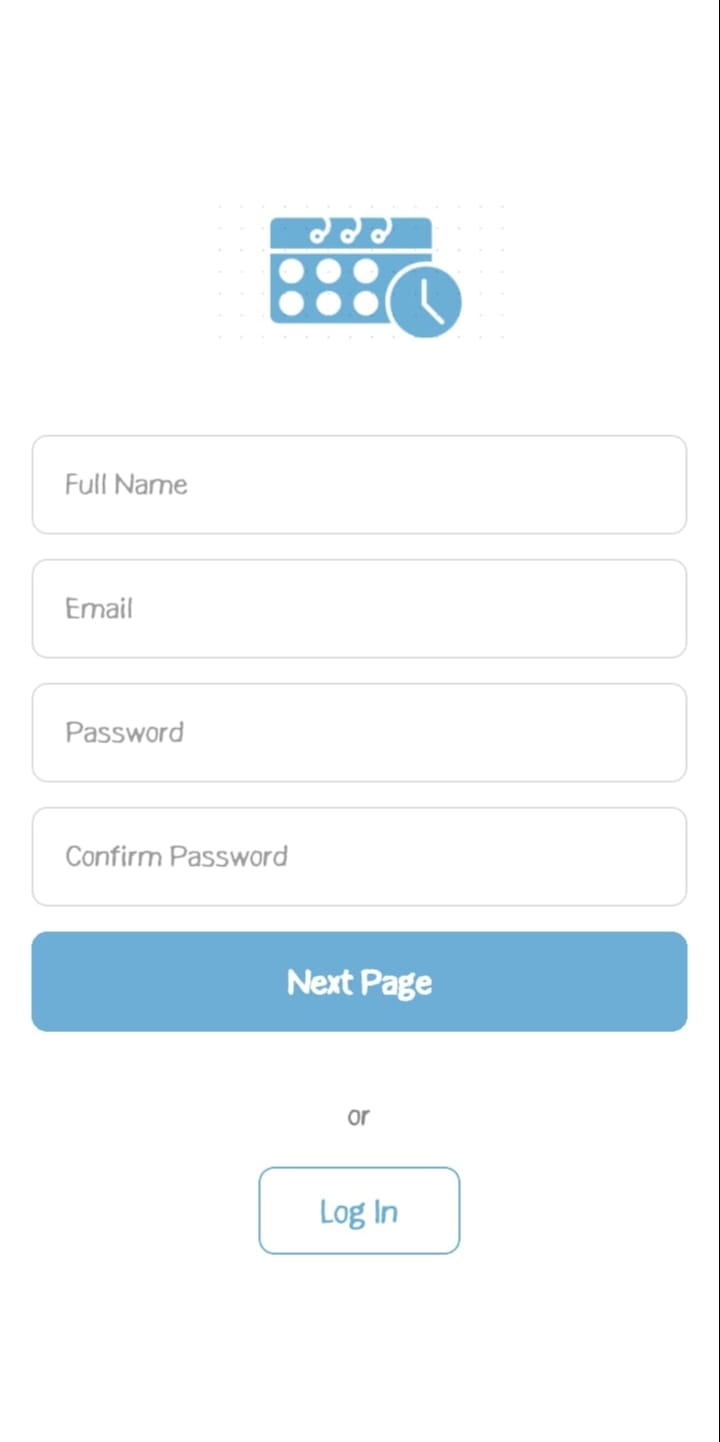 Full Name
Email
Password
Confirm Password
Next Page
or
Log In